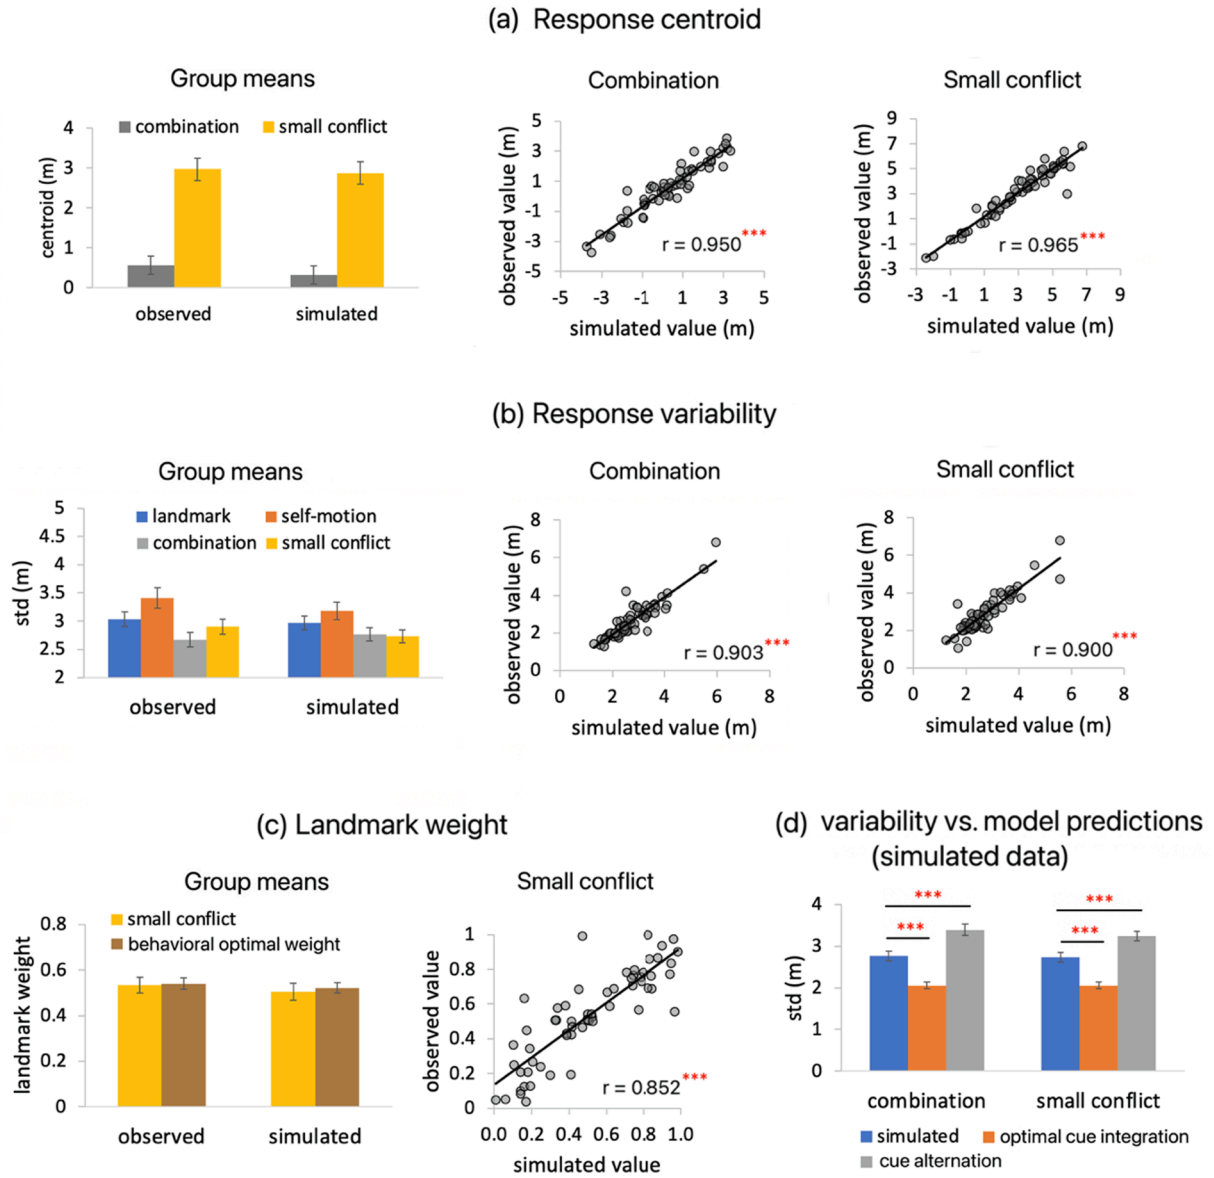 (a) Response centroid
Group means
combination small conflict
centroid (m)
4
3
2
1
0
observed simulated
Combination
observed value (m)
5
3
1
-1
-3
-5
r = 0.950***
-5 -3 -1 1 3 5
simulated value (m)
Small conflict
observed value (m)
9
7
5
3
1
-1
-3
r = 0.965***
-3 -1 1 3 5 7 9
simulated value (m)
(b) Response variability
Group means
landmark self-motion
combination small conflict
std (m)
5
4.5
4
3.5
3
2.5
2
observed simulated
Combination
observed value (m)
8
6
4
2
0
r = 0.903***
0 2 4 6 8
simulated value (m)
Small conflict
observed value (m)
8
6
4
2
0
r = 0.900***
0 2 4 6 8
simulated value (m)
(c) Landmark weight
Group means
small conflict
behavioral optimal weight
landmark weight
0.8
0.6
0.4
0.2
0
observed simulated
Small conflict
observed value
1
0.8
0.6
0.4
0.2
0
r = 0.852***
0.0 0.2 0.4 0.6 0.8 1.0
simulated value
(d) variability vs. model predictions
(simulated data)
std (m)
4
3
2
1
0
*** ***
*** ***
combination small conflict
simulated optimal cue integration
cue alternation